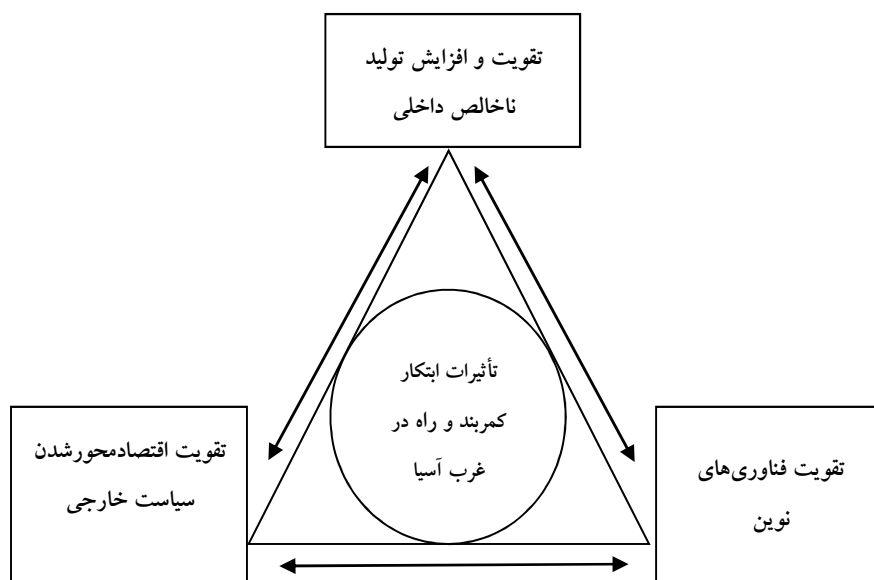 تقویت و افزایش تولید
ناخالص داخلی
تأثیرات ابتکار
کمربند و راه در
غرب آسیا
تقویت فناوری‌های
نوین
تقویت اقتصادمحورشدن
سیاست خارجی